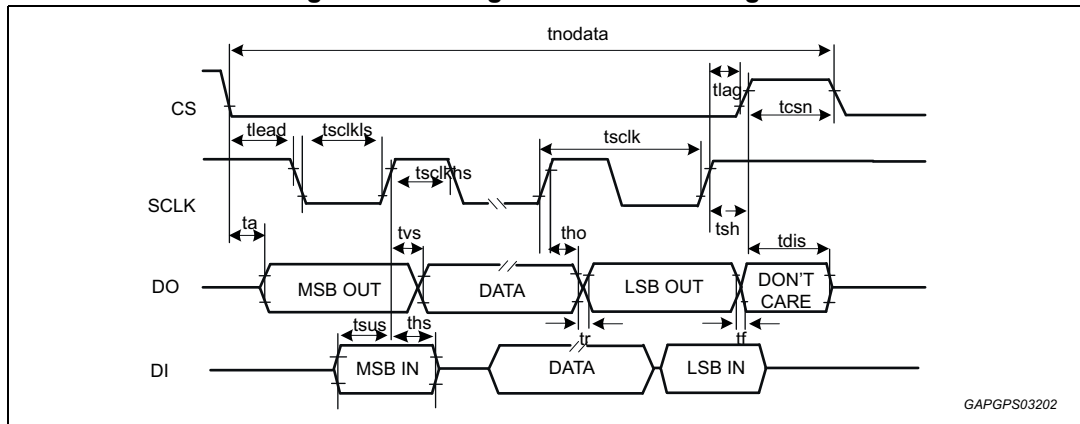 tnodata
tlag
CS
tcsn
tlead
tsclkls
tsclk
tsclkhs
SCLK
ta
tsh
tvs
tho
tdis
DO
MSB OUT
DATA
LSB OUT
DON'T
CARE
tsus
ths
tr
tf
DI
MSB IN
DATA
LSB IN
GAPGPS03202